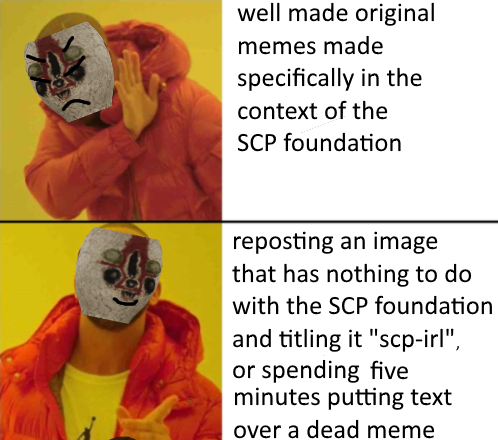 well made original
memes made
specifically in the
context of the
SCP foundation
reposting an image
that has nothing to do
with the SCP foundation
and titling it "scp-irl",
or spending five
minutes putting text
over a dead meme